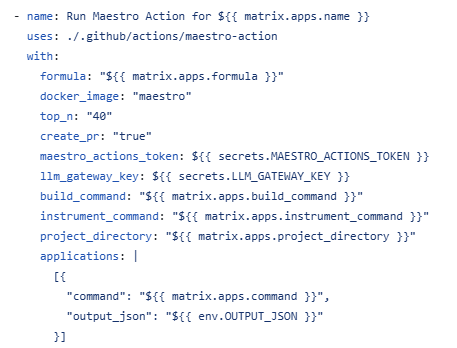 - name: Run Maestro Action for ${{ matrix.apps.name }}
  uses: ./.github/actions/maestro-action
  with:
    formula: "${{ matrix.apps.formula }}"
    docker_image: "maestro"
    top_n: "40"
    create_pr: "true"
    maestro_actions_token: ${{ secrets.MAESTRO_ACTIONS_TOKEN }}
    llm_gateway_key: ${{ secrets.LLM_GATEWAY_KEY }}
    build_command: "${{ matrix.apps.build_command }}"
    instrument_command: "${{ matrix.apps.instrument_command }}"
    project_directory: "${{ matrix.apps.project_directory }}"
    applications: |
      [{
        "command": "${{ matrix.apps.command }}",
        "output_json": "${{ env.OUTPUT_JSON }}"
      }]